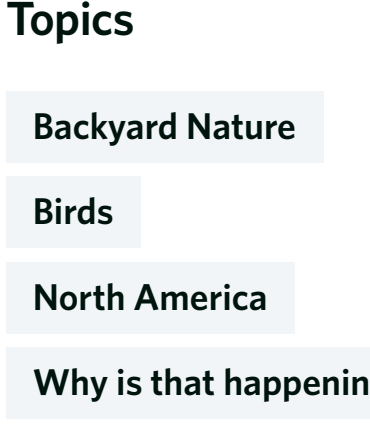 Topics
Backyard Nature
Birds
North America
Why is that happenin